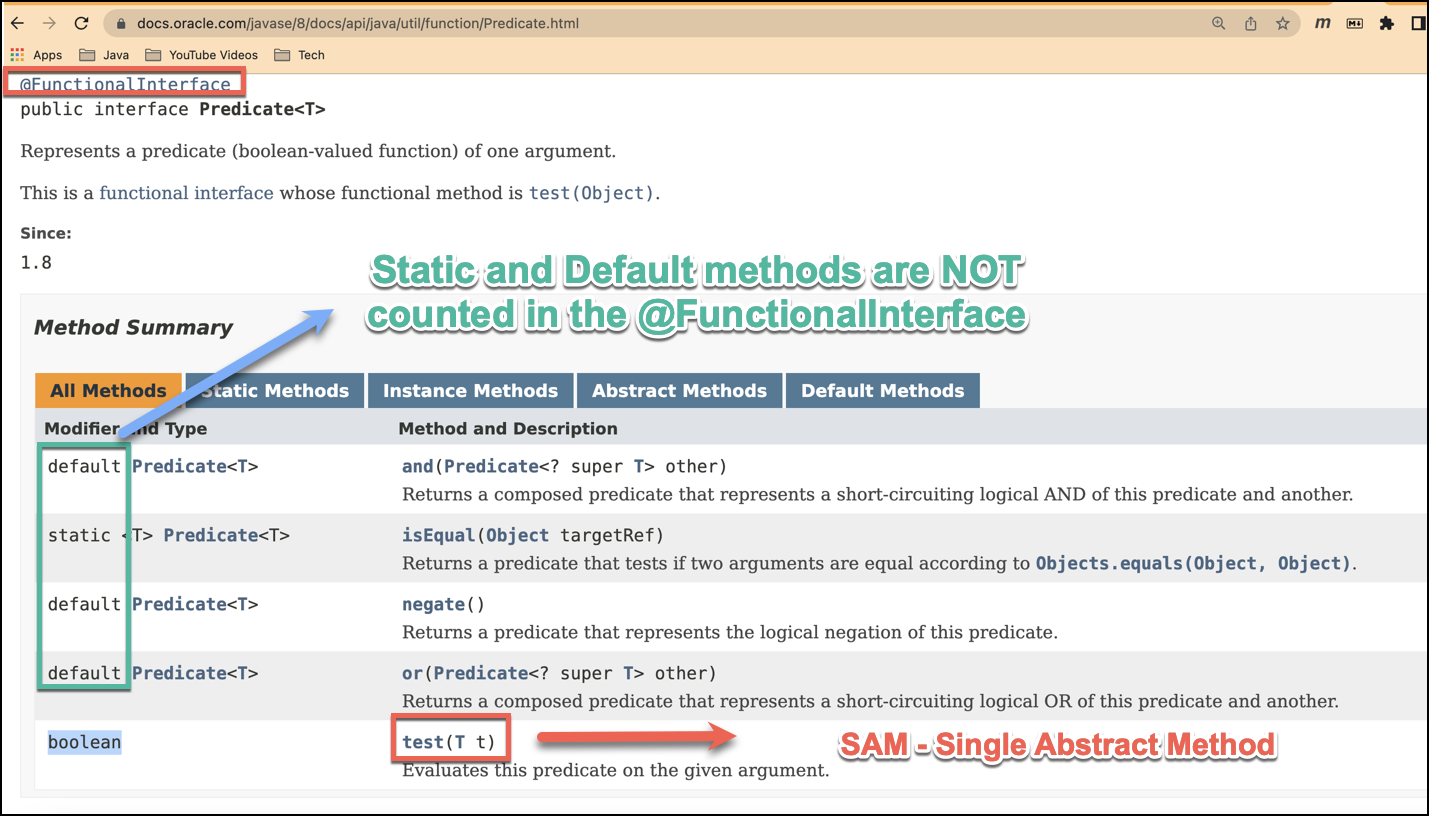 docs.oracle.com/javase/8/docs/api/java/util/function/Predicate.html
m
Apps Java YouTube Videos Tech
@FunctionalInterface
public interface Predicate<T>
Represents a predicate (boolean-valued function) of one argument.
This is a functional interface whose functional method is test(Object).
Since:
1.8
Static and Default methods are NOT
counted in the @FunctionalInterface
Method Summary
All Methods Static Methods Instance Methods Abstract Methods Default Methods
Modifier and Type Method and Description
default Predicate<T> and(Predicate<? super T> other)
Returns a composed predicate that represents a short-circuiting logical AND of this predicate and another.
static <T> Predicate<T> isEqual(Object targetRef)
Returns a predicate that tests if two arguments are equal according to Objects.equals(Object, Object).
default Predicate<T> negate()
Returns a predicate that represents the logical negation of this predicate.
default Predicate<T> or(Predicate<? super T> other)
Returns a composed predicate that represents a short-circuiting logical OR of this predicate and another.
boolean test(T t) SAM - Single Abstract Method
Evaluates this predicate on the given argument.